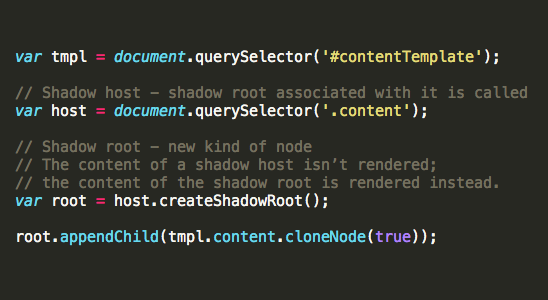 var tmpl = document.querySelector('#contentTemplate');
// Shadow host – shadow root associated with it is called
var host = document.querySelector('.content');
// Shadow root – new kind of node
// The content of a shadow host isn’t rendered;
// the content of the shadow root is rendered instead.
var root = host.createShadowRoot();
root.appendChild(tmpl.content.cloneNode(true));